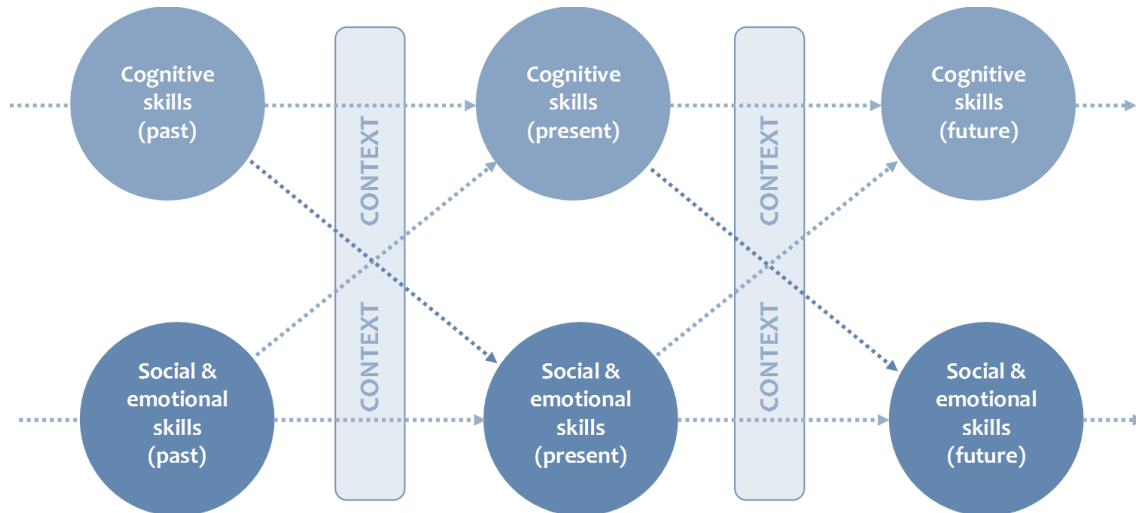 Cognitive
skills
(past)
CONTEXT
Cognitive
skills
(present)
CONTEXT
Cognitive
skills
(future)
Social &
emotional
skills
(past)
CONTEXT
Social &
emotional
skills
(present)
CONTEXT
Social &
emotional
skills
(future)